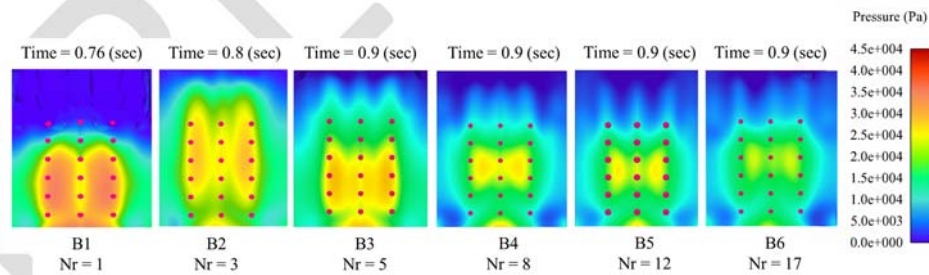 Pressure (Pa)
Time = 0.76 (sec) Time = 0.8 (sec) Time = 0.9 (sec) Time = 0.9 (sec) Time = 0.9 (sec) Time = 0.9 (sec)
4.5e+004
4.0e+004
3.5e+004
3.0e+004
2.5e+004
2.0e+004
1.5e+004
1.0e+004
5.0e+003
0.0e+000
B1 B2 B3 B4 B5 B6
Nr = 1 Nr = 3 Nr = 5 Nr = 8 Nr = 12 Nr = 17